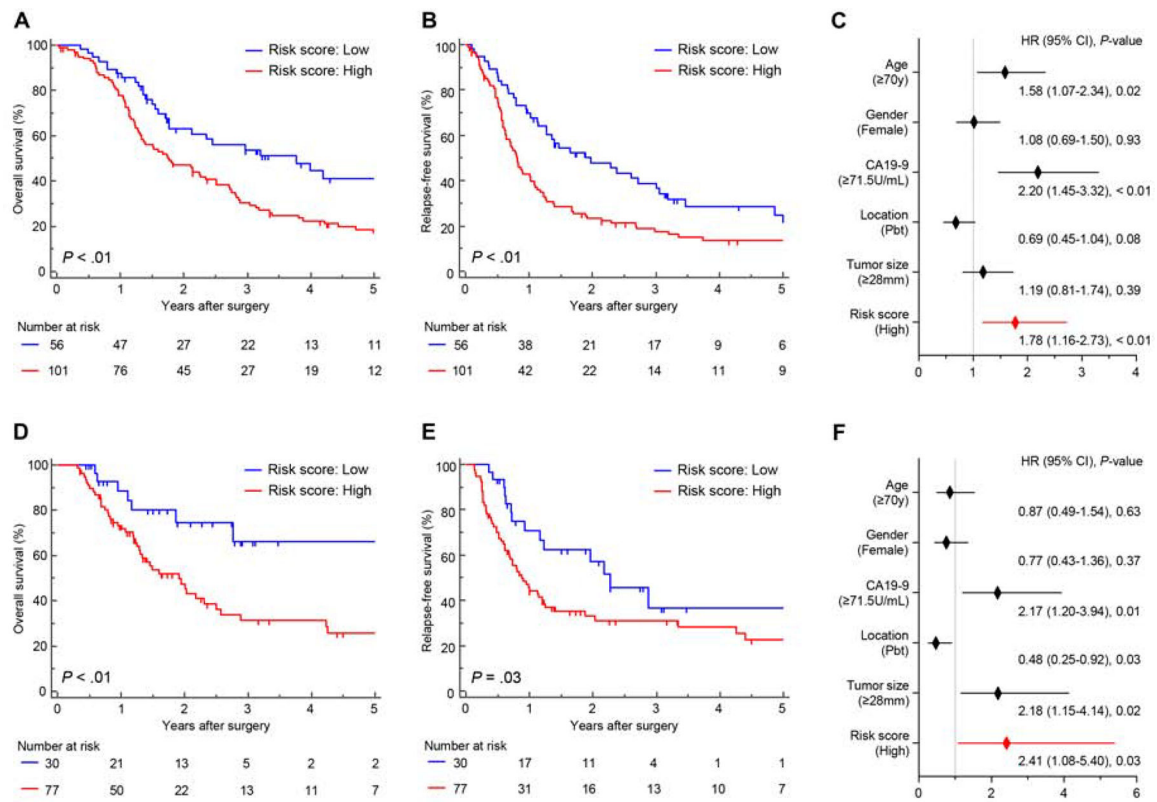 A
Overall survival (%)
100
80
60
40
20
0
Risk score: Low
Risk score: High
P < .01
0 1 2 3 4 5
Years after surgery
Number at risk
56 47 27 22 13 11
101 76 45 27 19 12
B
Relapse-free survival (%)
100
80
60
40
20
0
Risk score: Low
Risk score: High
P < .01
0 1 2 3 4 5
Years after surgery
Number at risk
56 38 21 17 9 6
101 42 22 14 11 9
C
HR (95% CI), P-value
Age
(≥70y)
1.58 (1.07-2.34), 0.02
Gender
(Female)
1.08 (0.69-1.50), 0.93
CA19-9
(≥71.5U/mL)
2.20 (1.45-3.32), < 0.01
Location
(Pbt)
0.69 (0.45-1.04), 0.08
Tumor size
(≥28mm)
1.19 (0.81-1.74), 0.39
Risk score
(High)
1.78 (1.16-2.73), < 0.01
0 1 2 3 4
D
Overall survival (%)
100
80
60
40
20
0
Risk score: Low
Risk score: High
P < .01
0 1 2 3 4 5
Years after surgery
Number at risk
30 21 13 5 2 2
77 50 22 13 11 7
E
Relapse-free survival (%)
100
80
60
40
20
0
Risk score: Low
Risk score: High
P = .03
0 1 2 3 4 5
Years after surgery
Number at risk
30 17 11 4 1 1
77 31 16 13 10 7
F
HR (95% CI), P-value
Age
(≥70y)
0.87 (0.49-1.54), 0.63
Gender
(Female)
0.77 (0.43-1.36), 0.37
CA19-9
(≥71.5U/mL)
2.17 (1.20-3.94), 0.01
Location
(Pbt)
0.48 (0.25-0.92), 0.03
Tumor size
(≥28mm)
2.18 (1.15-4.14), 0.02
Risk score
(High)
2.41 (1.08-5.40), 0.03
0 2 4 6